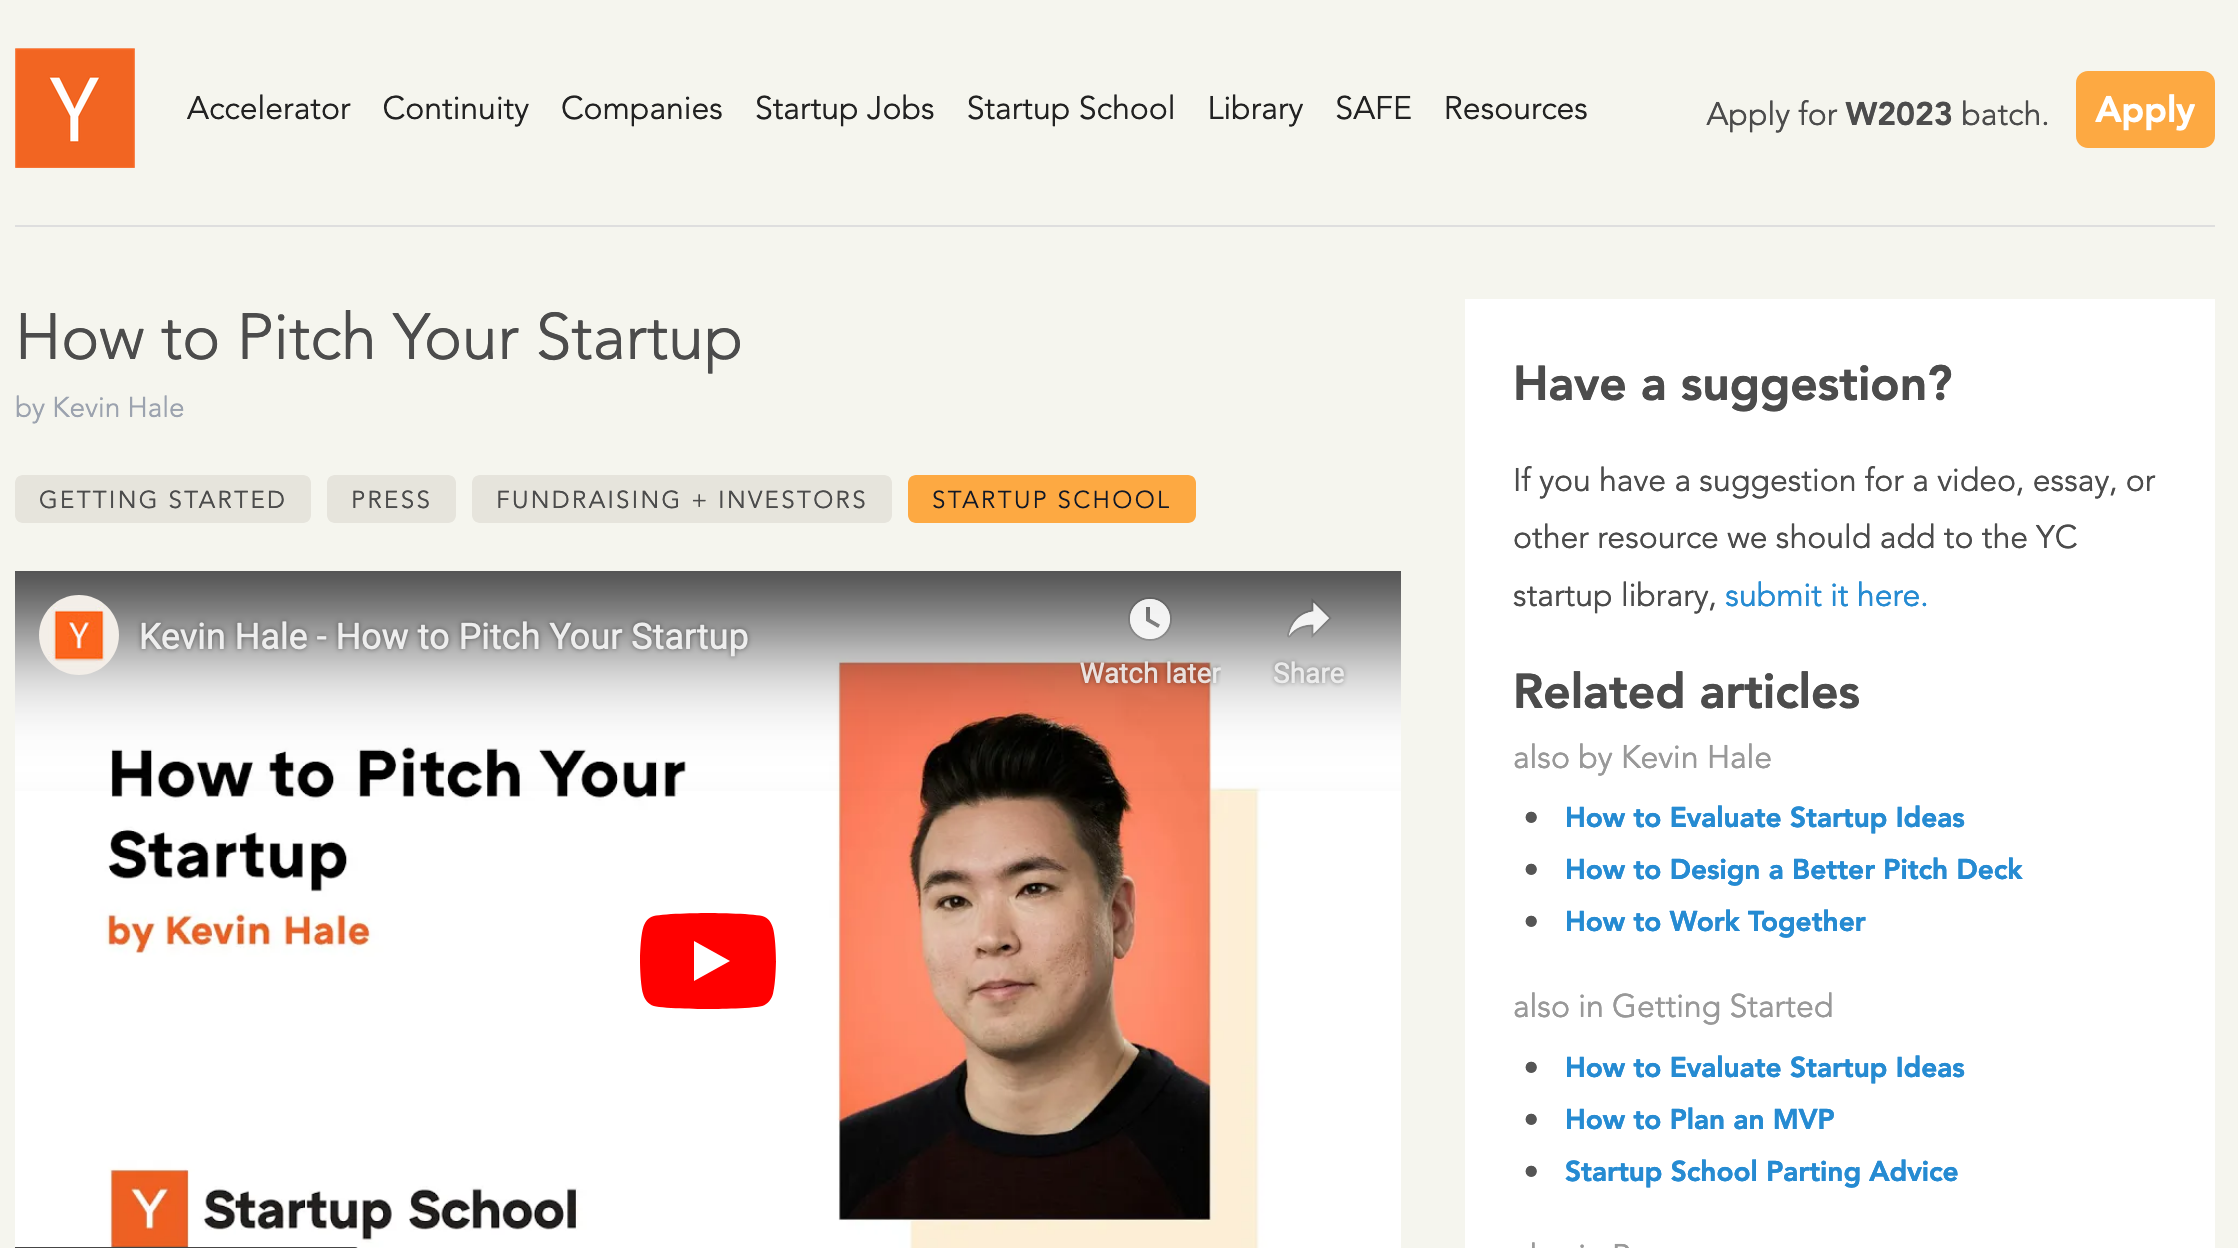 Y
Accelerator Continuity Companies Startup Jobs Startup School Library SAFE Resources
Apply for W2023 batch.
Apply
How to Pitch Your Startup
by Kevin Hale
GETTING STARTED PRESS FUNDRAISING + INVESTORS STARTUP SCHOOL
Y
Kevin Hale - How to Pitch Your Startup
Watch later
Share
How to Pitch Your
Startup
by Kevin Hale
Y
Startup School
Have a suggestion?
If you have a suggestion for a video, essay, or
other resource we should add to the YC
startup library, submit it here.
Related articles
also by Kevin Hale
• How to Evaluate Startup Ideas
• How to Design a Better Pitch Deck
• How to Work Together
also in Getting Started
• How to Evaluate Startup Ideas
• How to Plan an MVP
• Startup School Parting Advice